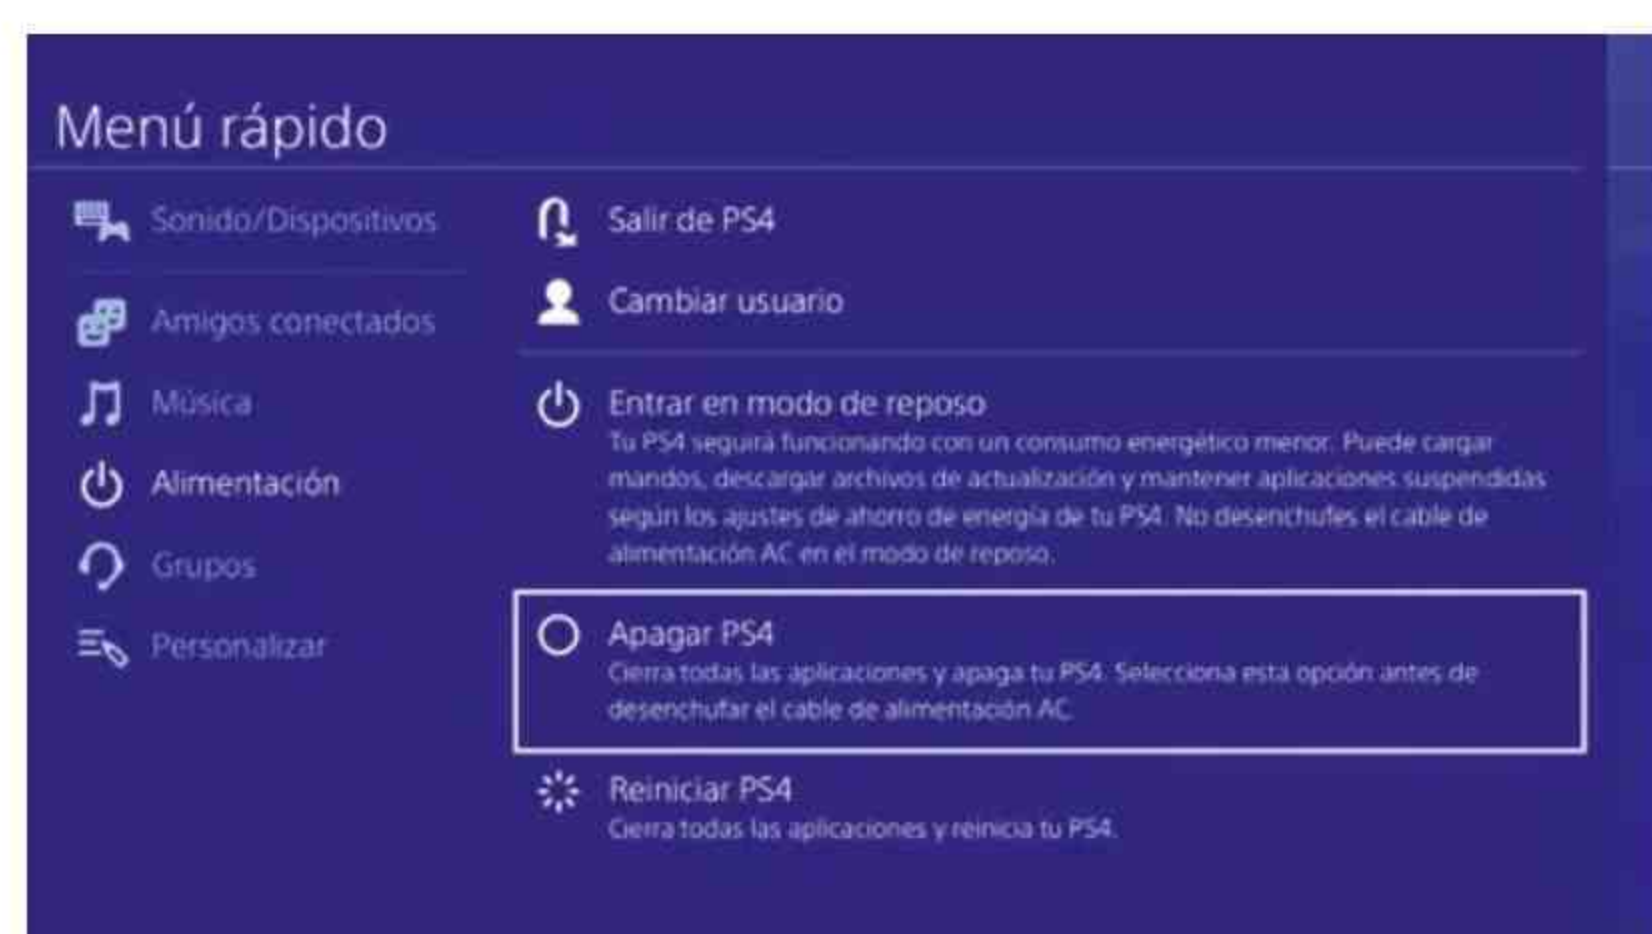 Menú rápido
Sonido/Dispositivos
Amigos conectados
Música
Alimentación
Grupos
Personalizar
Salir de PS4
Cambiar usuario
Entrar en modo de reposo
Tu PS4 seguirá funcionando con un consumo energético menor. Puede cargar
mandos, descargar archivos de actualización y mantener aplicaciones suspendidas
según los ajustes de ahorro de energía de tu PS4. No desenchufes el cable de
alimentación AC en el modo de reposo.
Apagar PS4
Cierra todas las aplicaciones y apaga tu PS4. Selecciona esta opción antes de
desenchufar el cable de alimentación AC.
Reiniciar PS4
Cierra todas las aplicaciones y reinicia tu PS4.